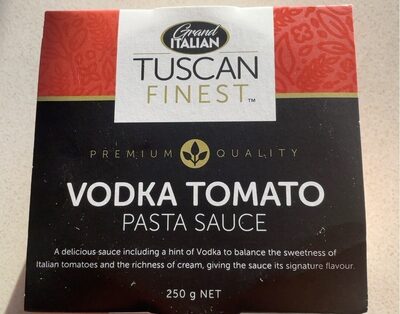 Grand
ITALIAN
TUSCAN
FINEST™
PREMIUM QUALITY
VODKA TOMATO
PASTA SAUCE
A delicious sauce including a hint of Vodka to balance the sweetness of
Italian tomatoes and the richness of cream, giving the sauce its signature flavour.
250 g NET